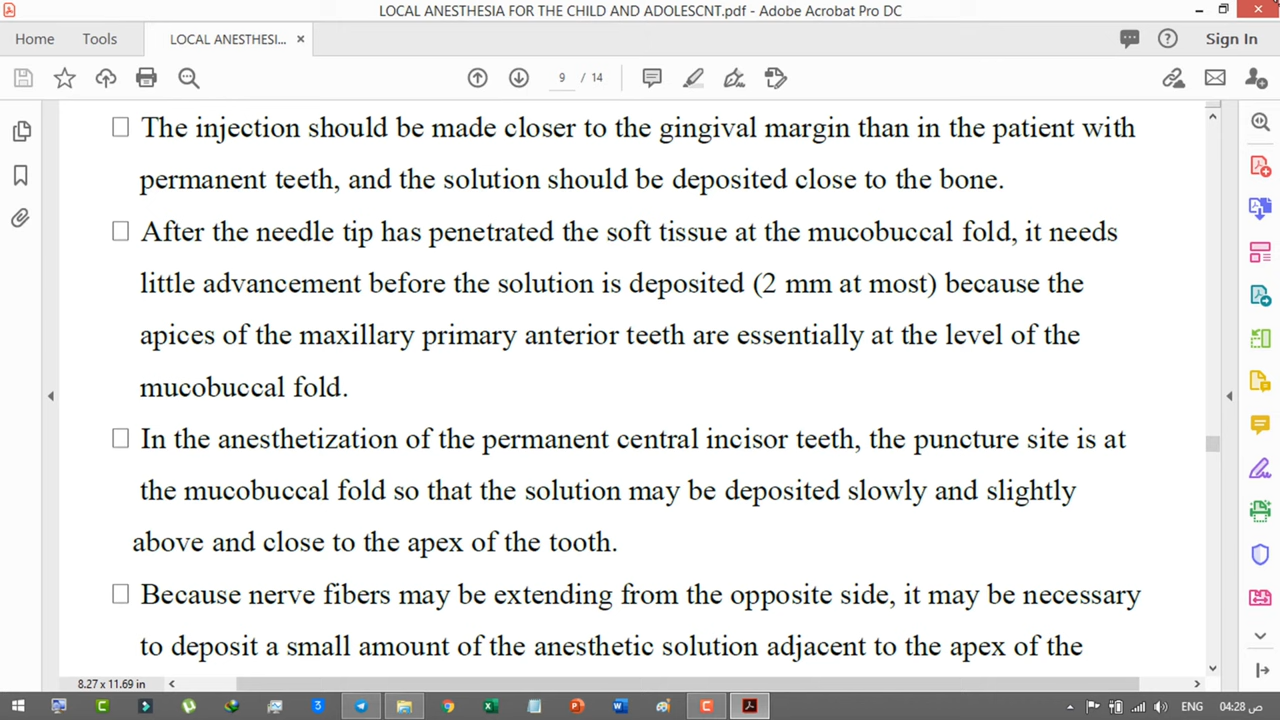 LOCAL ANESTHESIA FOR THE CHILD AND ADOLESCNT.pdf - Adobe Acrobat Pro DC
Home Tools LOCAL ANESTHESI... × Sign In
9 / 14
The injection should be made closer to the gingival margin than in the patient with
permanent teeth, and the solution should be deposited close to the bone.
After the needle tip has penetrated the soft tissue at the mucobuccal fold, it needs
little advancement before the solution is deposited (2 mm at most) because the
apices of the maxillary primary anterior teeth are essentially at the level of the
mucobuccal fold.
In the anesthetization of the permanent central incisor teeth, the puncture site is at
the mucobuccal fold so that the solution may be deposited slowly and slightly
above and close to the apex of the tooth.
Because nerve fibers may be extending from the opposite side, it may be necessary
to deposit a small amount of the anesthetic solution adjacent to the apex of the
8.27 x 11.69 in
ENG 04:28 ص